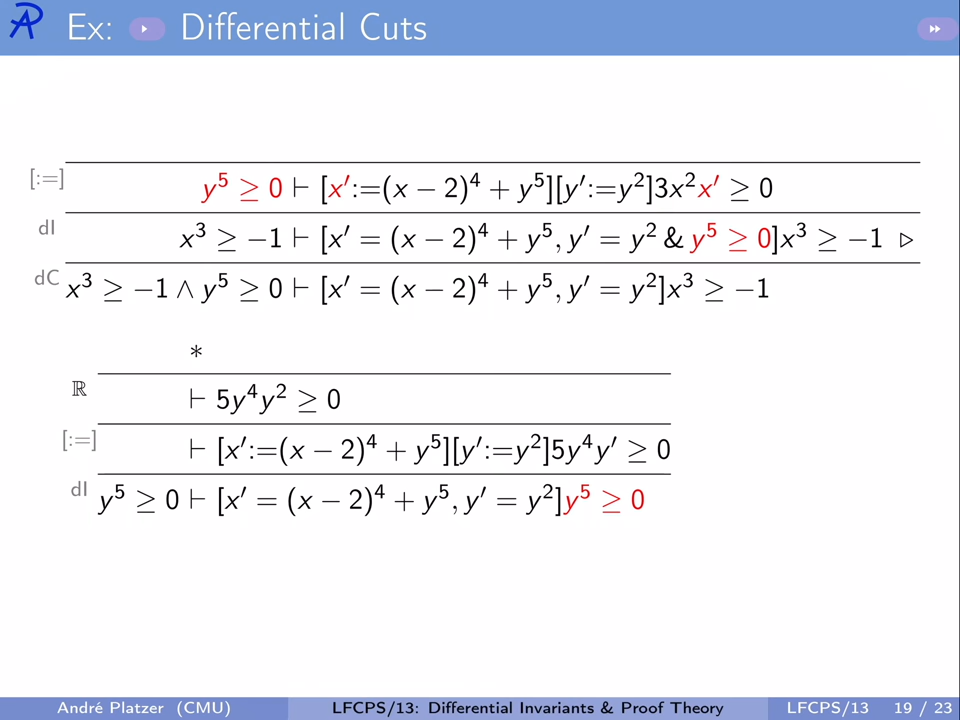 Ex: Differential Cuts
[:=] y⁵ ≥ 0 ⊢ [x′:=(x − 2)⁴ + y⁵][y′:=y²]3x²x′ ≥ 0
dI x³ ≥ −1 ⊢ [x′ = (x − 2)⁴ + y⁵, y′ = y² & y⁵ ≥ 0]x³ ≥ −1 ▷
dC x³ ≥ −1 ∧ y⁵ ≥ 0 ⊢ [x′ = (x − 2)⁴ + y⁵, y′ = y²]x³ ≥ −1
*
ℝ ⊢ 5y⁴y² ≥ 0
[:=] ⊢ [x′:=(x − 2)⁴ + y⁵][y′:=y²]5y⁴y′ ≥ 0
dI y⁵ ≥ 0 ⊢ [x′ = (x − 2)⁴ + y⁵, y′ = y²]y⁵ ≥ 0
André Platzer (CMU) LFCPS/13: Differential Invariants & Proof Theory LFCPS/13 19 / 23